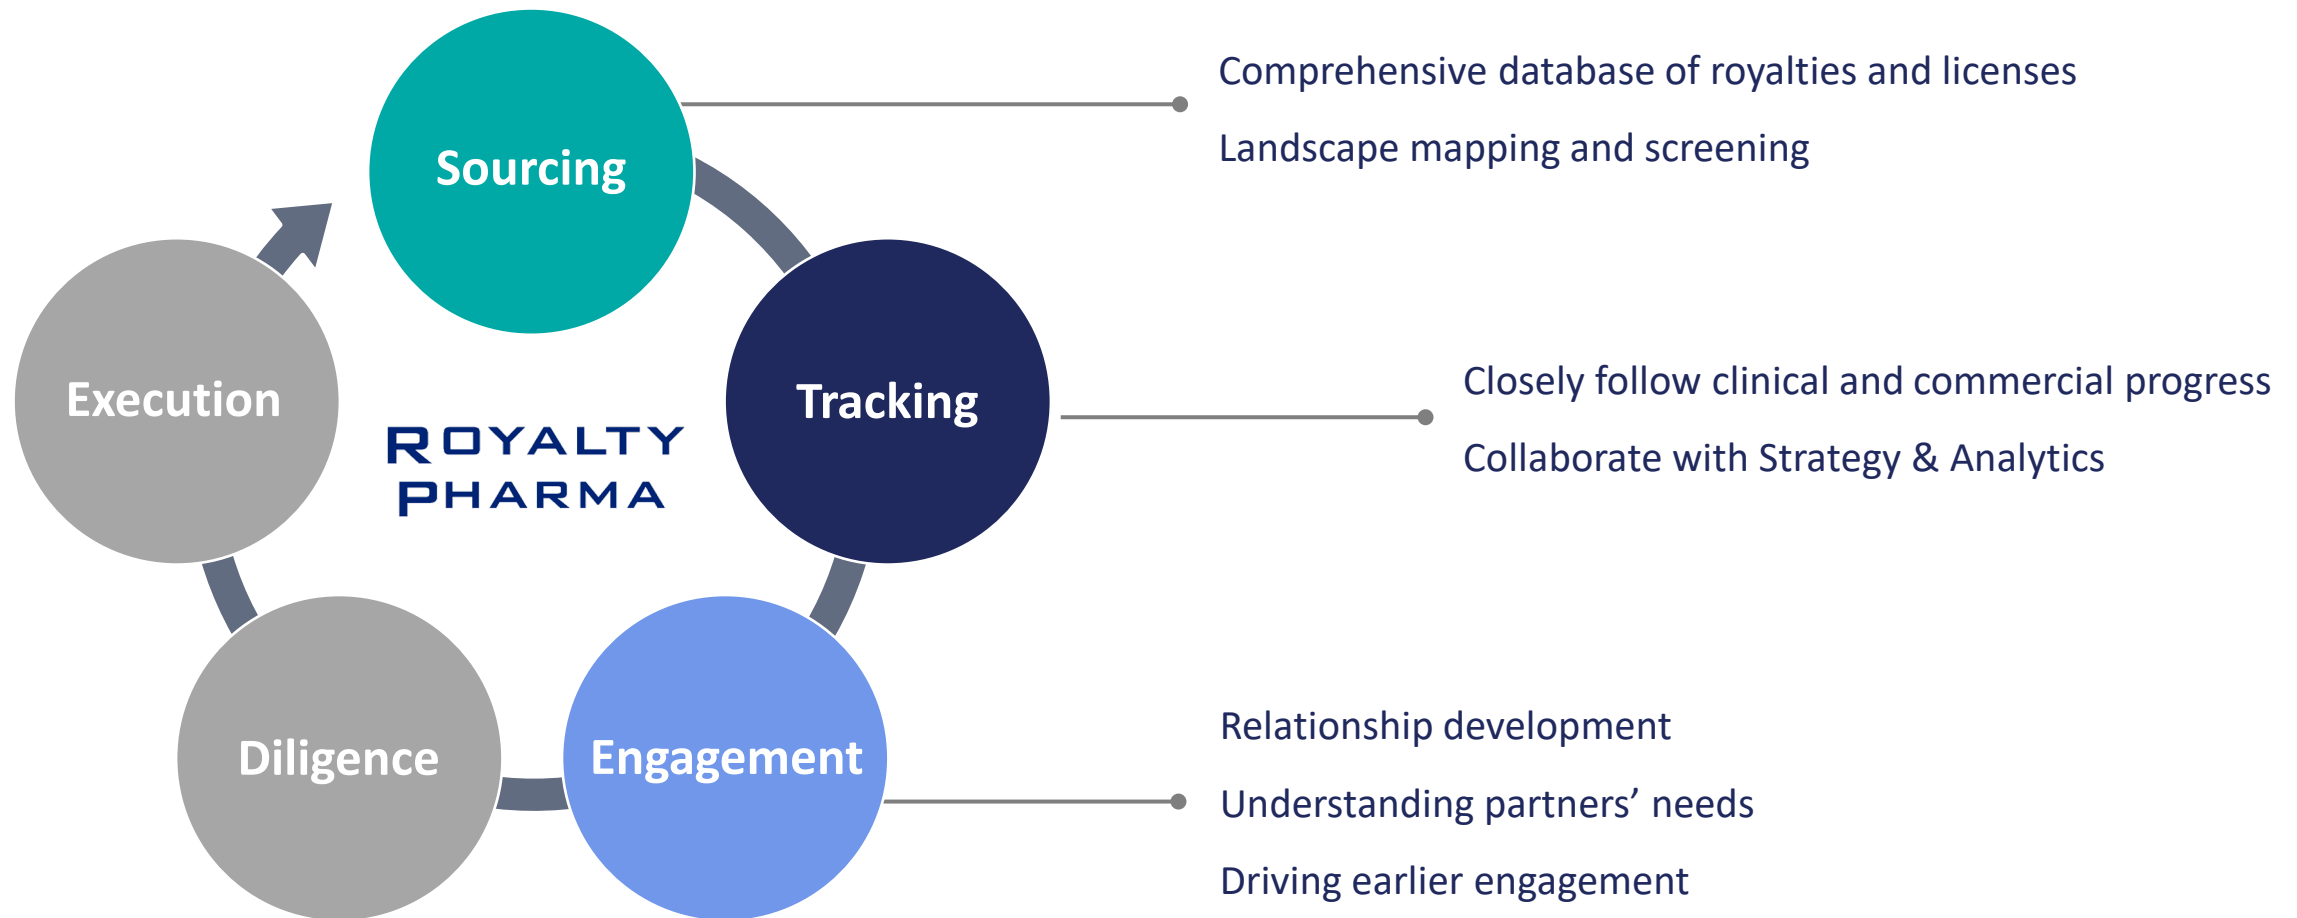 Sourcing
Comprehensive database of royalties and licenses
Landscape mapping and screening
Tracking
Closely follow clinical and commercial progress
Collaborate with Strategy & Analytics
Engagement
Relationship development
Understanding partners’ needs
Driving earlier engagement
Diligence
Execution
ROYALTY
PHARMA